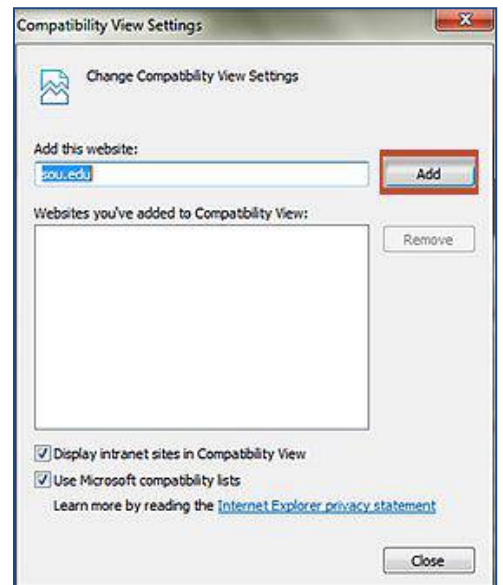 Compatibility View Settings
Change Compatibility View Settings
Add this website:
sou.edu
Add
Websites you've added to Compatibility View:
Remove
Display intranet sites in Compatibility View
Use Microsoft compatibility lists
Learn more by reading the Internet Explorer privacy statement
Close